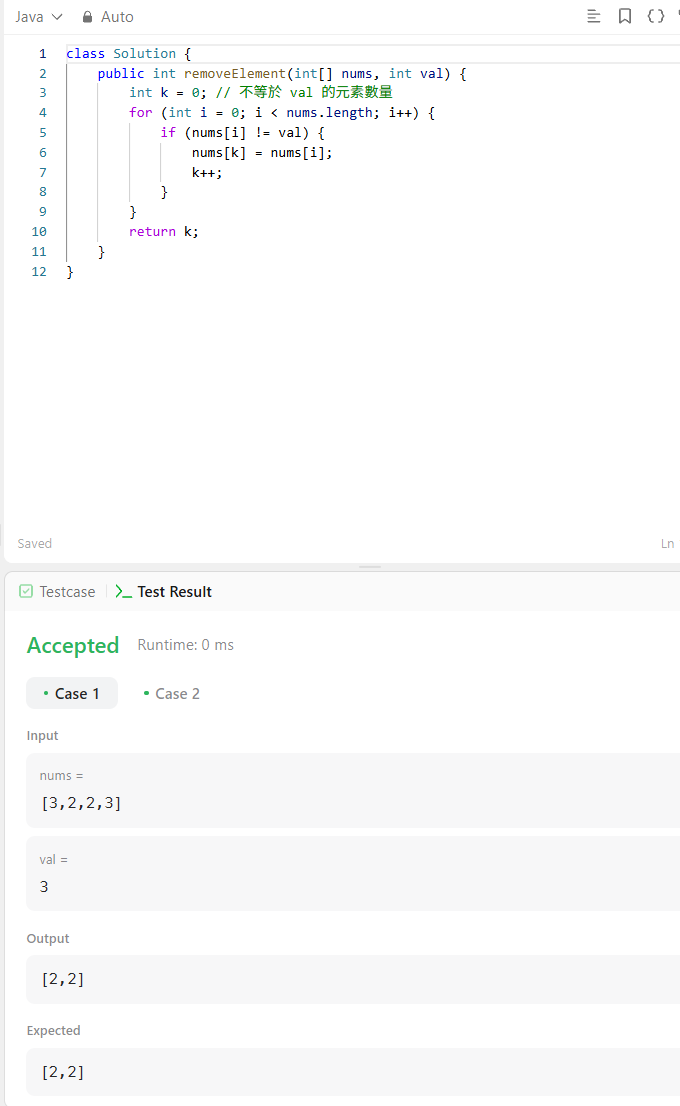 Java Auto
1 class Solution {
2 public int removeElement(int[] nums, int val) {
3 int k = 0; // 不等於 val 的元素數量
4 for (int i = 0; i < nums.length; i++) {
5 if (nums[i] != val) {
6 nums[k] = nums[i];
7 k++;
8 }
9 }
10 return k;
11 }
12 }
Saved Ln
Testcase Test Result
Accepted Runtime: 0 ms
Case 1 Case 2
Input
nums =
[3,2,2,3]
val =
3
Output
[2,2]
Expected
[2,2]